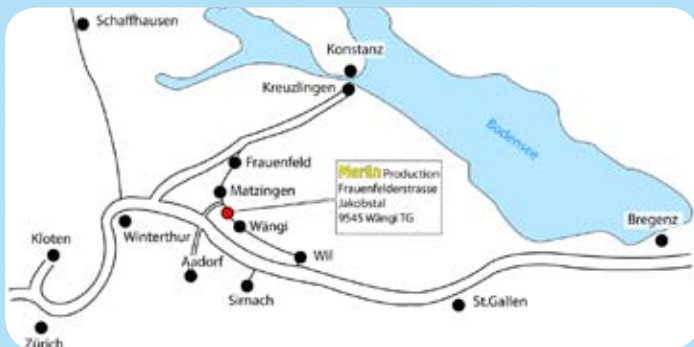 Schaffhausen
Konstanz
Kreuzlingen
Bodensee
Frauenfeld
Matzingen
Merlin Production
Frauenfelderstrasse
Jakobstal
9545 Wängi TG
Bregenz
Wängi
Winterthur
Kloten
Aadorf
Wil
Sirnach
St.Gallen
Zürich